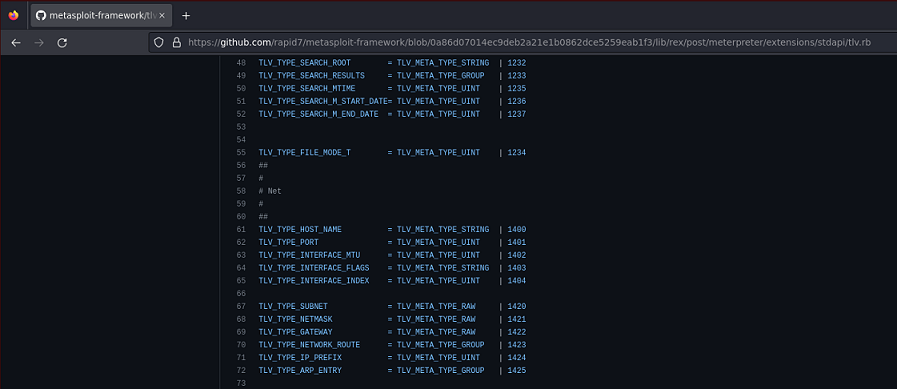 metasploit-framework/tlv
https://github.com/rapid7/metasploit-framework/blob/0a86d07014ec9deb2a21e1b0862dce5259eab1f3/lib/rex/post/meterpreter/extensions/stdapi/tlv.rb
48 TLV_TYPE_SEARCH_ROOT = TLV_META_TYPE_STRING | 1232
49 TLV_TYPE_SEARCH_RESULTS = TLV_META_TYPE_GROUP | 1233
50 TLV_TYPE_SEARCH_MTIME = TLV_META_TYPE_UINT | 1235
51 TLV_TYPE_SEARCH_M_START_DATE= TLV_META_TYPE_UINT | 1236
52 TLV_TYPE_SEARCH_M_END_DATE = TLV_META_TYPE_UINT | 1237
53
54
55 TLV_TYPE_FILE_MODE_T = TLV_META_TYPE_UINT | 1234
56 ##
57 #
58 # Net
59 #
60 ##
61 TLV_TYPE_HOST_NAME = TLV_META_TYPE_STRING | 1400
62 TLV_TYPE_PORT = TLV_META_TYPE_UINT | 1401
63 TLV_TYPE_INTERFACE_MTU = TLV_META_TYPE_UINT | 1402
64 TLV_TYPE_INTERFACE_FLAGS = TLV_META_TYPE_STRING | 1403
65 TLV_TYPE_INTERFACE_INDEX = TLV_META_TYPE_UINT | 1404
66
67 TLV_TYPE_SUBNET = TLV_META_TYPE_RAW | 1420
68 TLV_TYPE_NETMASK = TLV_META_TYPE_RAW | 1421
69 TLV_TYPE_GATEWAY = TLV_META_TYPE_RAW | 1422
70 TLV_TYPE_NETWORK_ROUTE = TLV_META_TYPE_GROUP | 1423
71 TLV_TYPE_IP_PREFIX = TLV_META_TYPE_UINT | 1424
72 TLV_TYPE_ARP_ENTRY = TLV_META_TYPE_GROUP | 1425
73